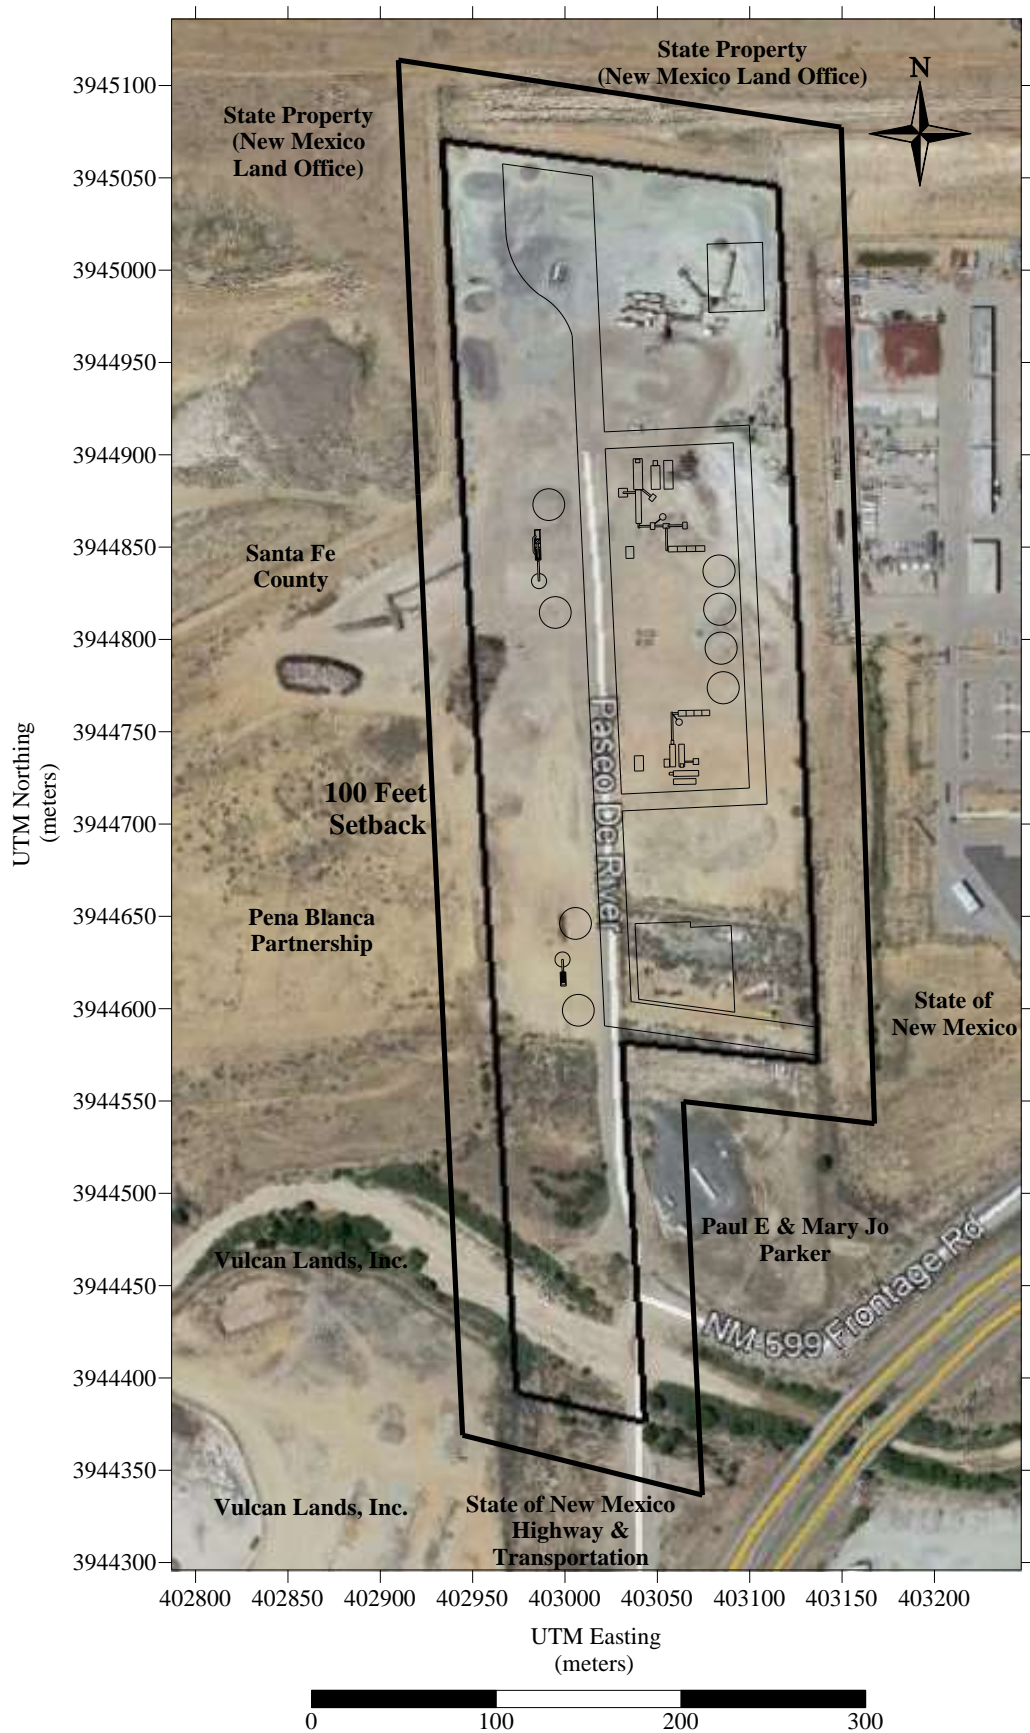 State Property
(New Mexico Land Office)
N
State Property
(New Mexico
Land Office)
Santa Fe
County
100 Feet
Setback
Pena Blanca
Partnership
Paseo De River
State of
New Mexico
Paul E & Mary Jo
Parker
Vulcan Lands, Inc.
NM 599 Frontage Rd
Vulcan Lands, Inc.
State of New Mexico
Highway &
Transportation
3945100
3945050
3945000
3944950
3944900
3944850
3944800
3944750
3944700
3944650
3944600
3944550
3944500
3944450
3944400
3944350
3944300
UTM Northing
(meters)
402800 402850 402900 402950 403000 403050 403100 403150 403200
UTM Easting
(meters)
0 100 200 300